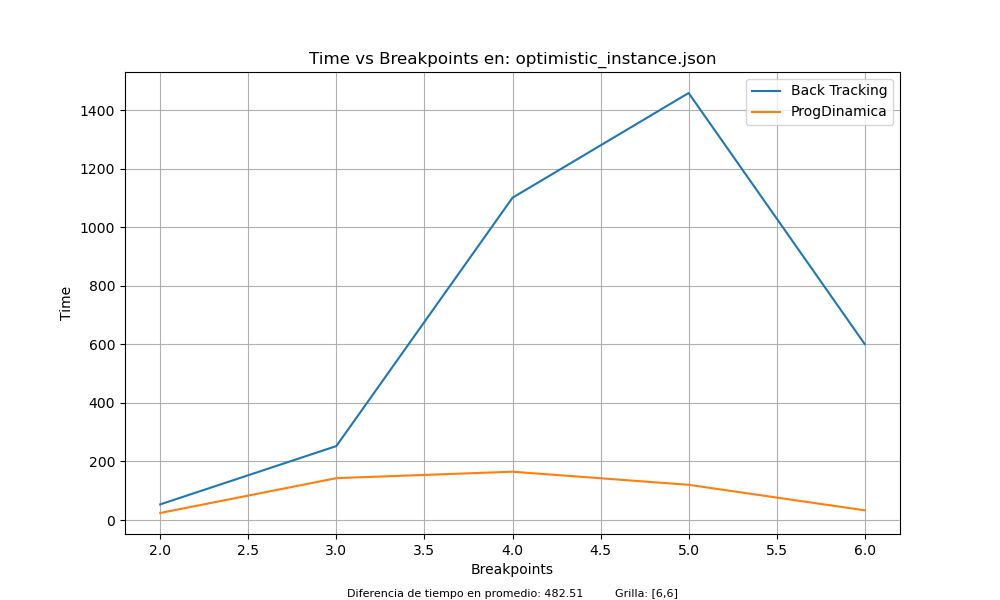 Time vs Breakpoints en: optimistic_instance.json
Back Tracking
ProgDinamica
Time
1400
1200
1000
800
600
400
200
0
2.0 2.5 3.0 3.5 4.0 4.5 5.0 5.5 6.0
Breakpoints
Diferencia de tiempo en promedio: 482.51 Grilla: [6,6]